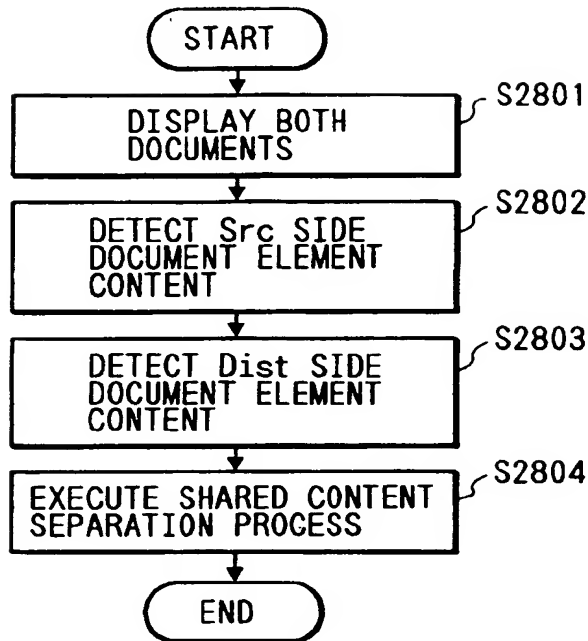 START
S2801
DISPLAY BOTH
DOCUMENTS
S2802
DETECT Src SIDE
DOCUMENT ELEMENT
CONTENT
S2803
DETECT Dist SIDE
DOCUMENT ELEMENT
CONTENT
S2804
EXECUTE SHARED CONTENT
SEPARATION PROCESS
END